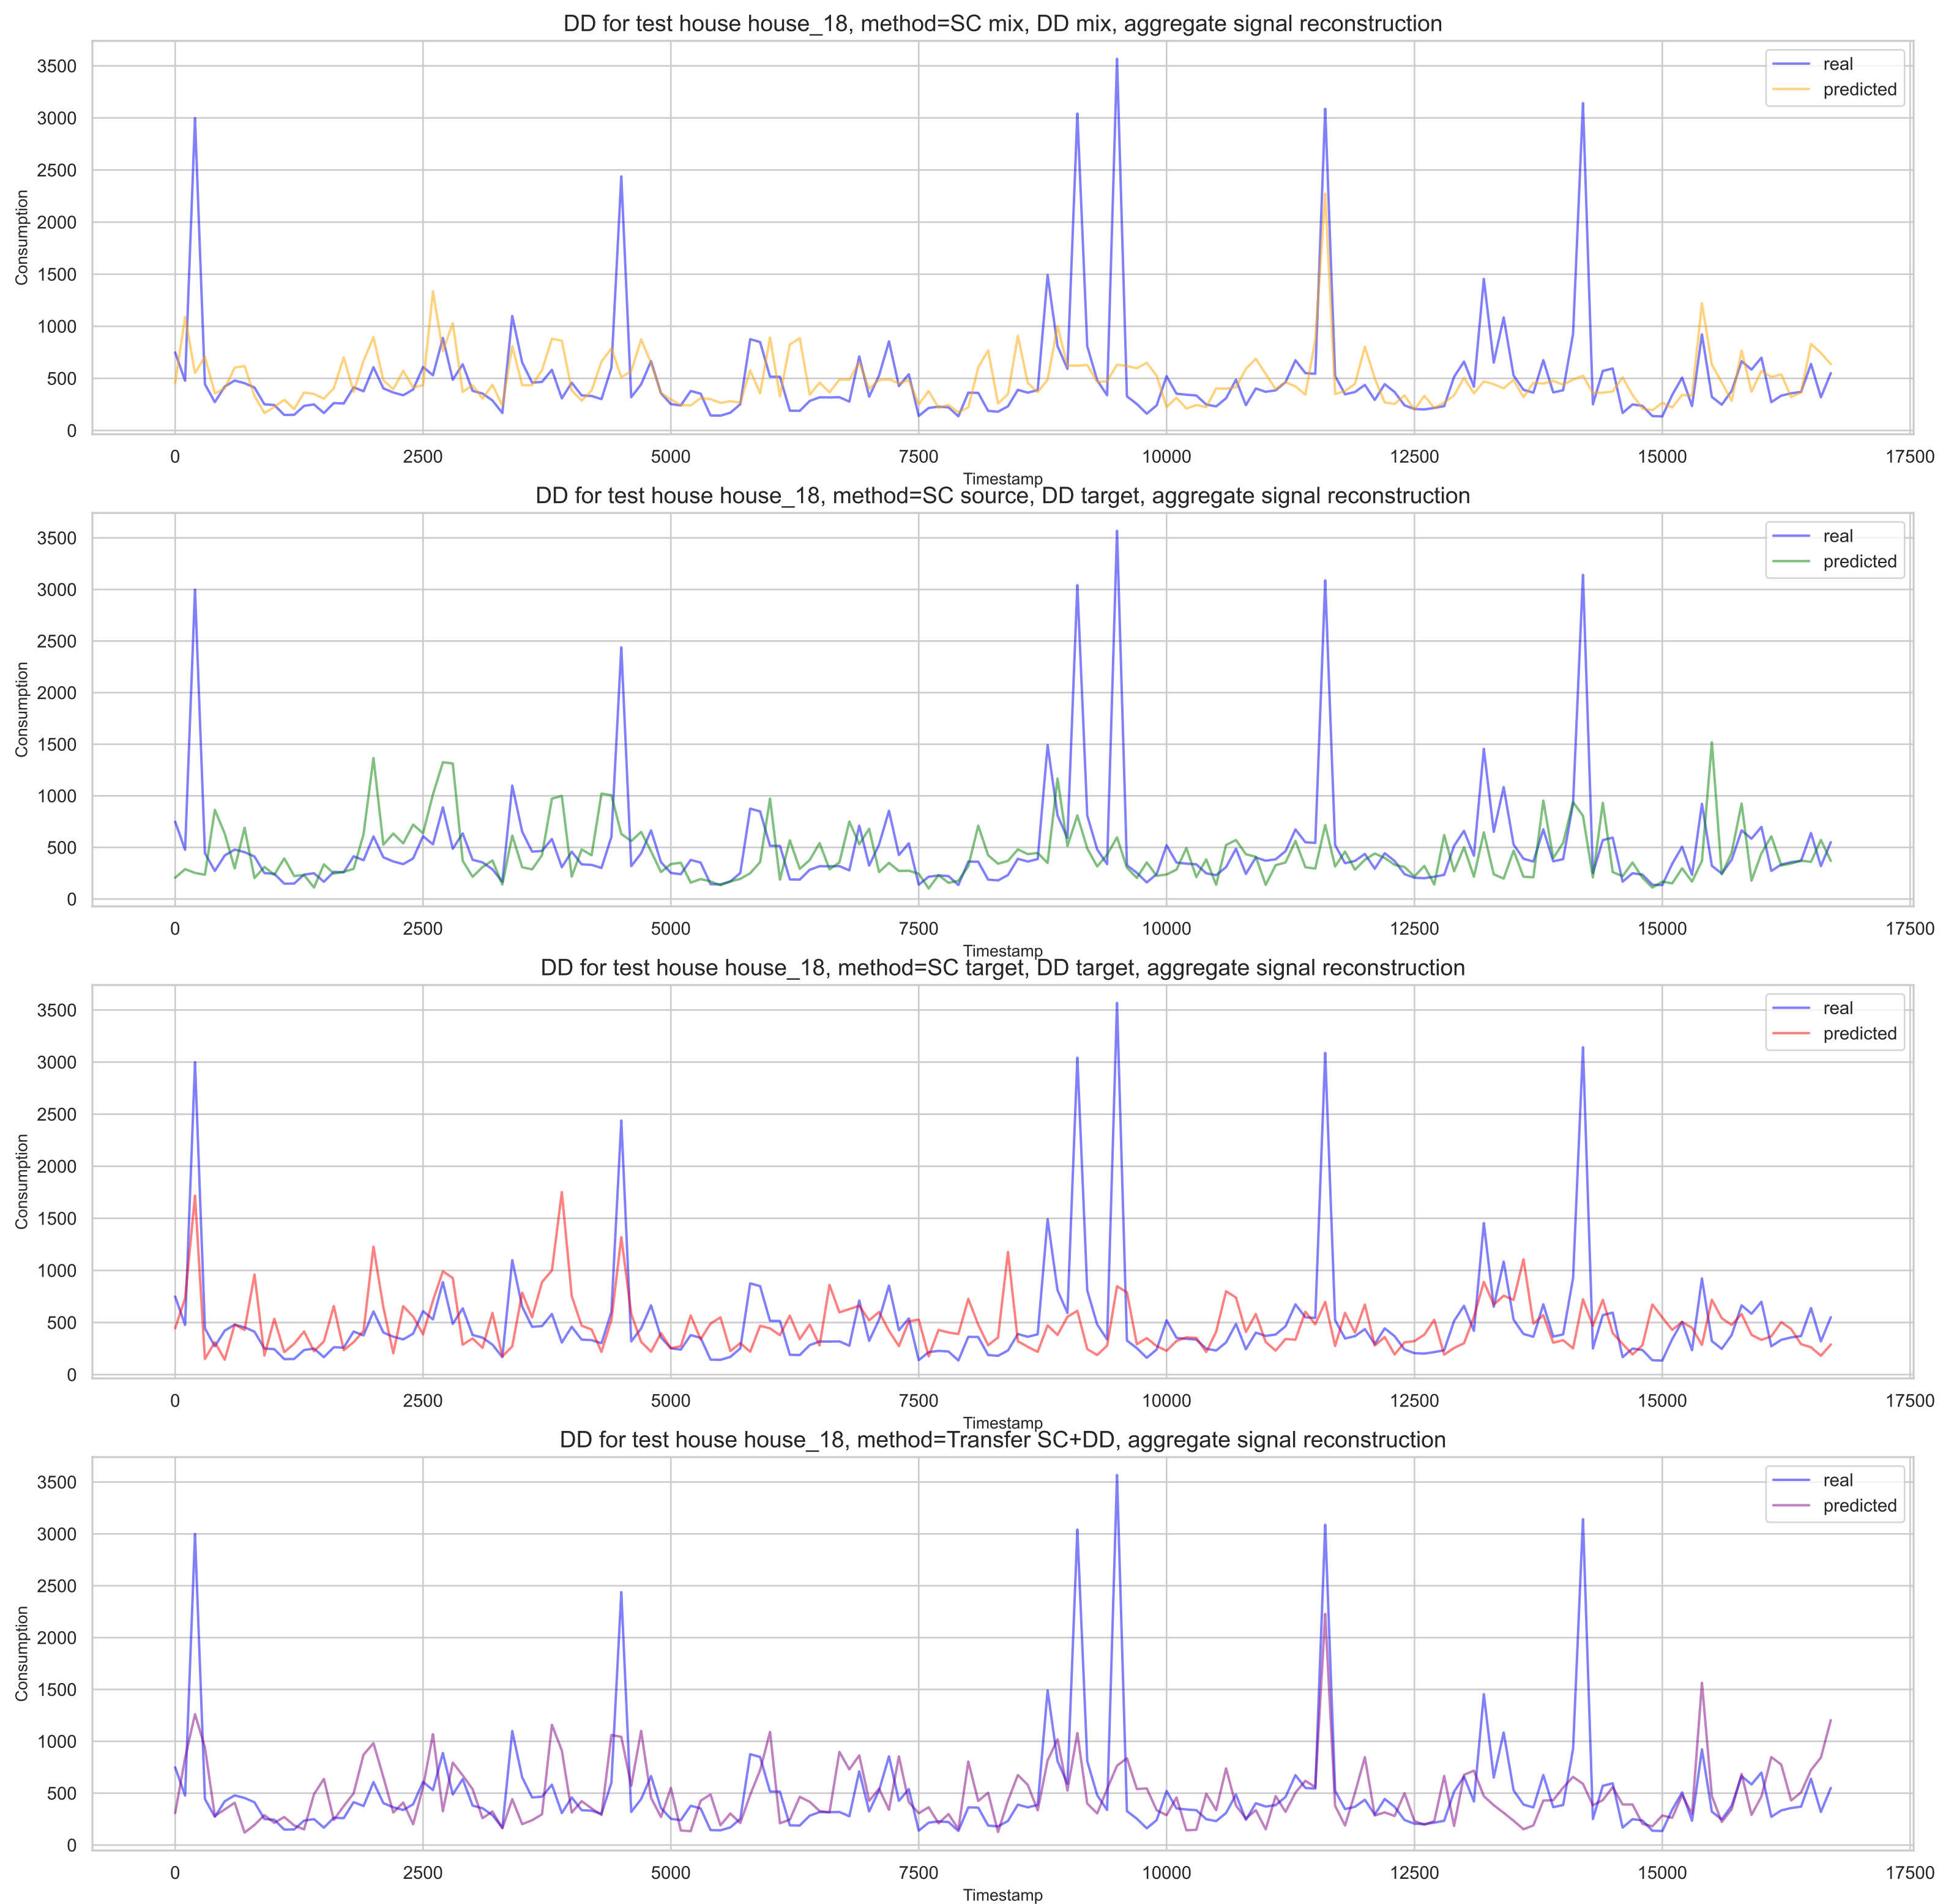 DD for test house house_18, method=SC mix, DD mix, aggregate signal reconstruction
3500
3000
2500
2000
1500
1000
500
0
Consumption
real
predicted
0 2500 5000 7500 10000 12500 15000 17500
Timestamp
DD for test house house_18, method=SC source, DD target, aggregate signal reconstruction
3500
3000
2500
2000
1500
1000
500
0
Consumption
real
predicted
0 2500 5000 7500 10000 12500 15000 17500
Timestamp
DD for test house house_18, method=SC target, DD target, aggregate signal reconstruction
3500
3000
2500
2000
1500
1000
500
0
Consumption
real
predicted
0 2500 5000 7500 10000 12500 15000 17500
Timestamp
DD for test house house_18, method=Transfer SC+DD, aggregate signal reconstruction
3500
3000
2500
2000
1500
1000
500
0
Consumption
real
predicted
0 2500 5000 7500 10000 12500 15000 17500
Timestamp